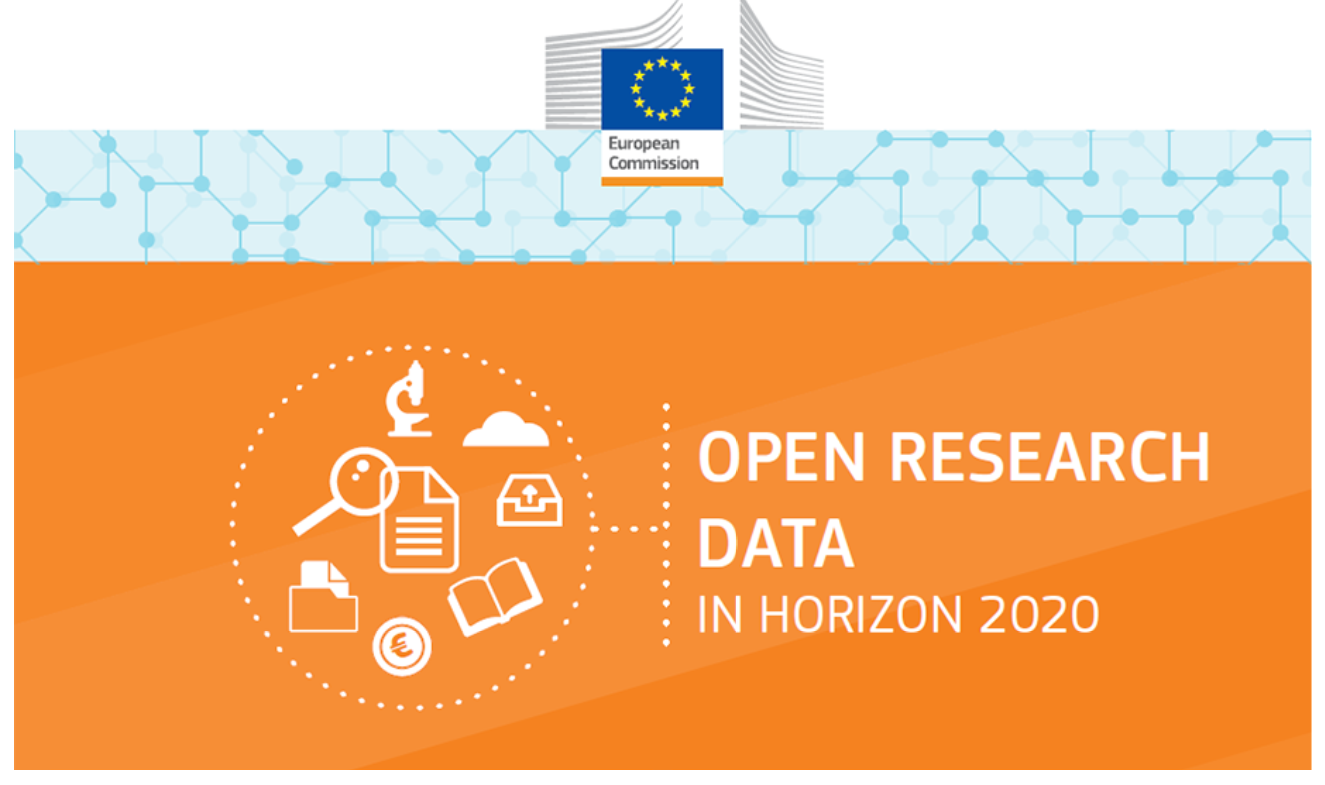 European
Commission
OPEN RESEARCH
DATA
IN HORIZON 2020
€